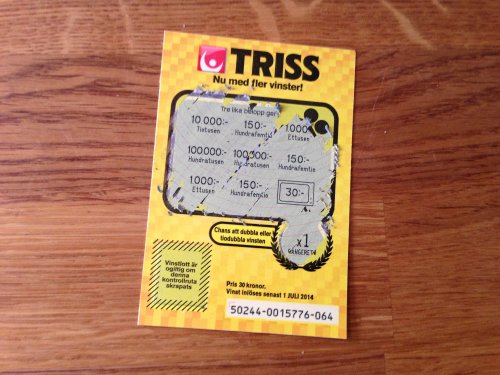 TRISS
Nu med fler vinster!
Tre lika belopp ger
10 000:- 150:- 1000:-
Tiotusen Hundrafemtio Ettusen
100000:- 100000:- 150:-
Hundratusen Hundratusen Hundrafemtio
1000:- 150:- 30:-
Ettusen Hundrafemtio
Chans att dubbla eller
tiodubbla vinsten
x1
GÅNGERET
Vinstlott är
ogiltig om
denna
kontrollruta
skrapats
Pris 30 kronor.
Vinst inlöses senast 1 JULI 2014
50244-0015776-064